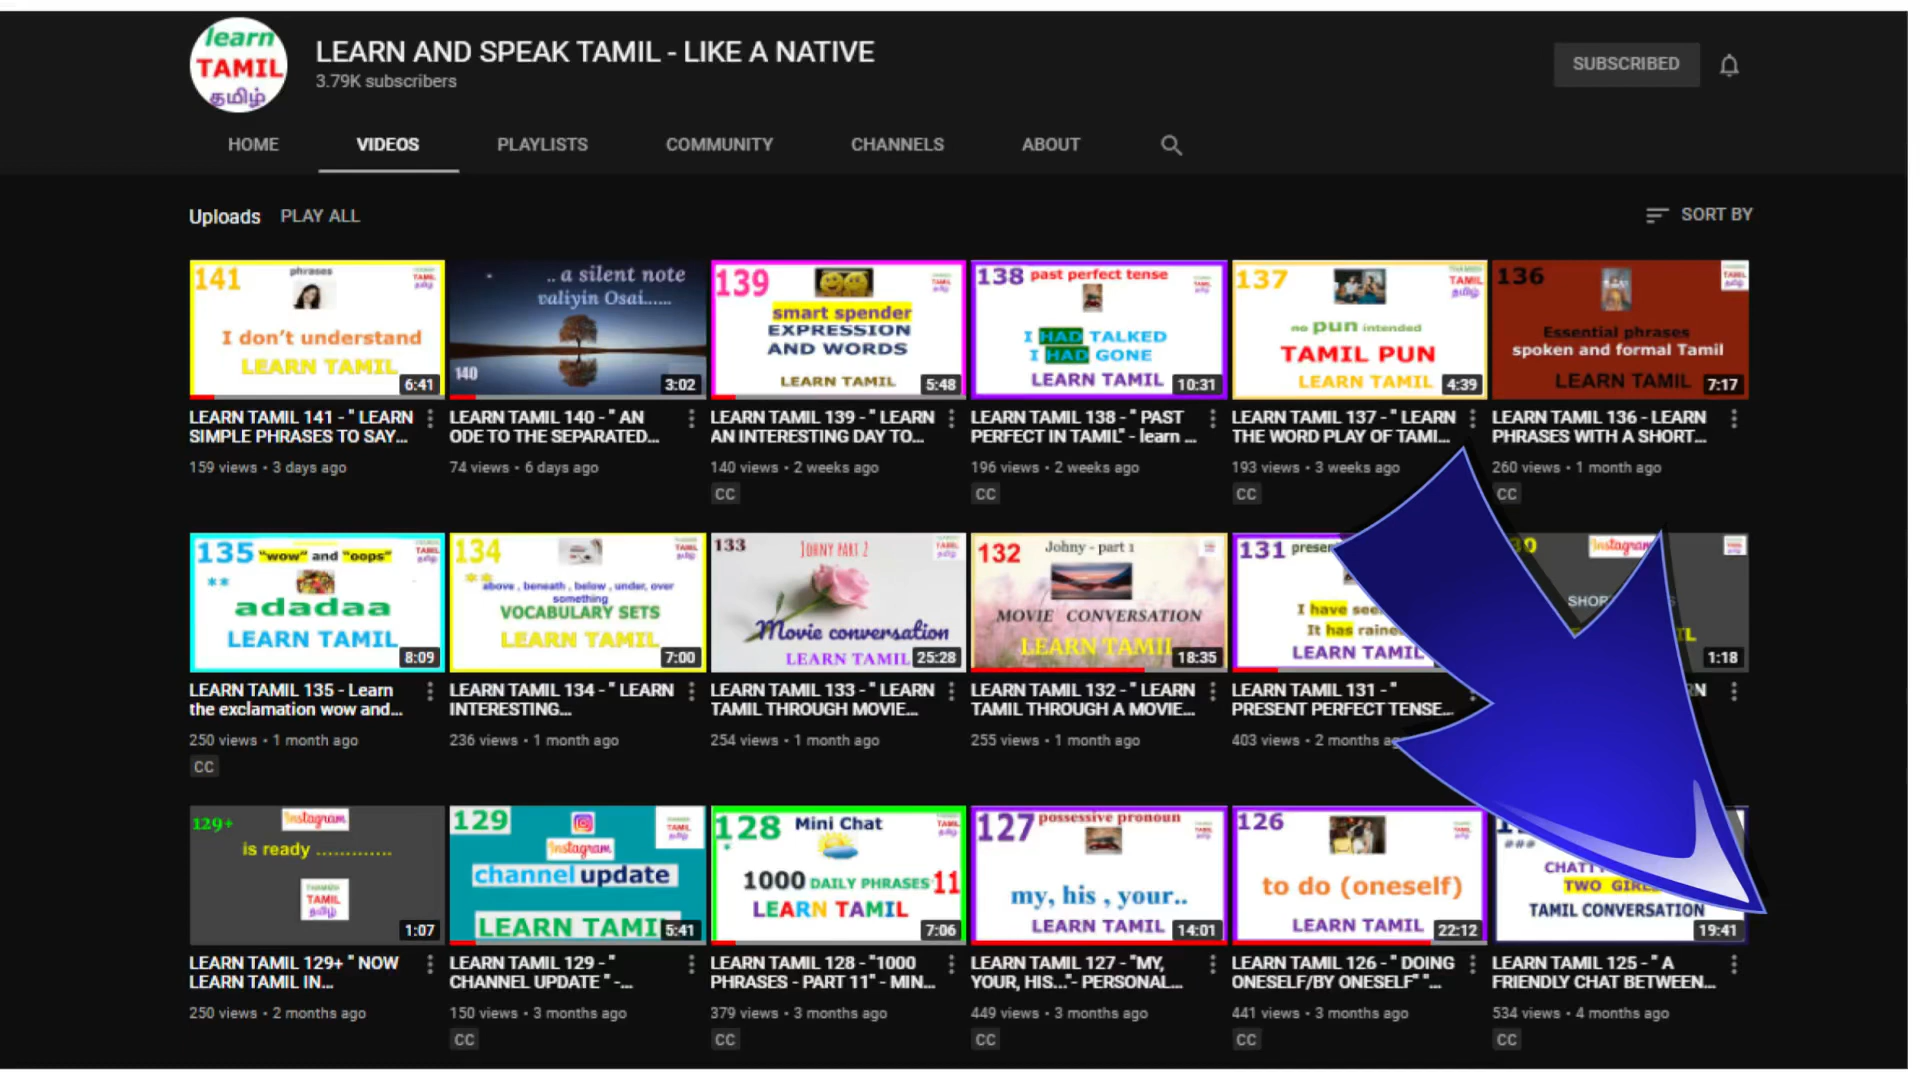 learn
TAMIL
தமிழ்
LEARN AND SPEAK TAMIL - LIKE A NATIVE
3.79K subscribers
SUBSCRIBED
HOME VIDEOS PLAYLISTS COMMUNITY CHANNELS ABOUT
Uploads PLAY ALL SORT BY
141 phrases
I don't understand
LEARN TAMIL
6:41
LEARN TAMIL 141 - " LEARN
SIMPLE PHRASES TO SAY...
159 views • 3 days ago
.. a silent note
valiyin Osai......
140 3:02
LEARN TAMIL 140 - " AN
ODE TO THE SEPARATED...
74 views • 6 days ago
139
smart spender
EXPRESSION
AND WORDS
LEARN TAMIL 5:48
LEARN TAMIL 139 - " LEARN
AN INTERESTING DAY TO...
140 views • 2 weeks ago
CC
138 past perfect tense
I HAD TALKED
I HAD GONE
LEARN TAMIL 10:31
LEARN TAMIL 138 - " PAST
PERFECT IN TAMIL" - learn ...
196 views • 2 weeks ago
CC
137 TAMIL
தமிழ்
no pun intended
TAMIL PUN
LEARN TAMIL 4:39
LEARN TAMIL 137 - " LEARN
THE WORD PLAY OF TAMI...
193 views • 3 weeks ago
CC
136 TAMIL
தமிழ்
Essential phrases
spoken and formal Tamil
LEARN TAMIL 7:17
LEARN TAMIL 136 - LEARN
PHRASES WITH A SHORT...
260 views • 1 month ago
CC
135 "wow" and "oops"
**
adadaa
LEARN TAMIL 8:09
LEARN TAMIL 135 - Learn
the exclamation wow and...
250 views • 1 month ago
CC
134
** above , beneath , below , under, over
something
VOCABULARY SETS
LEARN TAMIL 7:00
LEARN TAMIL 134 - " LEARN
INTERESTING...
236 views • 1 month ago
133 JOHNY PART 2
Movie conversation
LEARN TAMIL 25:28
LEARN TAMIL 133 - " LEARN
TAMIL THROUGH MOVIE...
254 views • 1 month ago
132 Johny - part 1
MOVIE CONVERSATION
LEARN TAMIL
18:35
LEARN TAMIL 132 - " LEARN
TAMIL THROUGH A MOVIE...
255 views • 1 month ago
131
I have
It has
LEARN TAMIL
LEARN TAMIL 131 - "
PRESENT PERFECT TENSE...
403 views • 2 months
Instagram
1:18
129+ Instagram
is ready .............
TAMIL
தமிழ்
1:07
LEARN TAMIL 129+ " NOW
LEARN TAMIL IN...
250 views • 2 months ago
129 Instagram
TAMIL
தமிழ்
channel update
LEARN TAMI 5:41
LEARN TAMIL 129 - "
CHANNEL UPDATE " -...
150 views • 3 months ago
CC
128 Mini Chat
*
1000 DAILY PHRASES 11
LEARN TAMIL 7:06
LEARN TAMIL 128 - "1000
PHRASES - PART 11" - MIN...
379 views • 3 months ago
CC
127 possessive pronoun
my, his , your..
LEARN TAMIL 14:01
LEARN TAMIL 127 - "MY,
YOUR, HIS..."- PERSONAL...
449 views • 3 months ago
CC
126
to do (oneself)
LEARN TAMIL 22:12
LEARN TAMIL 126 - " DOING
ONESELF/BY ONESELF" "...
441 views • 3 months ago
CC
###
TWO
TAMIL CONVERSATION
19:41
LEARN TAMIL 125 - " A
FRIENDLY CHAT BETWEEN...
534 views • 4 months ago
CC